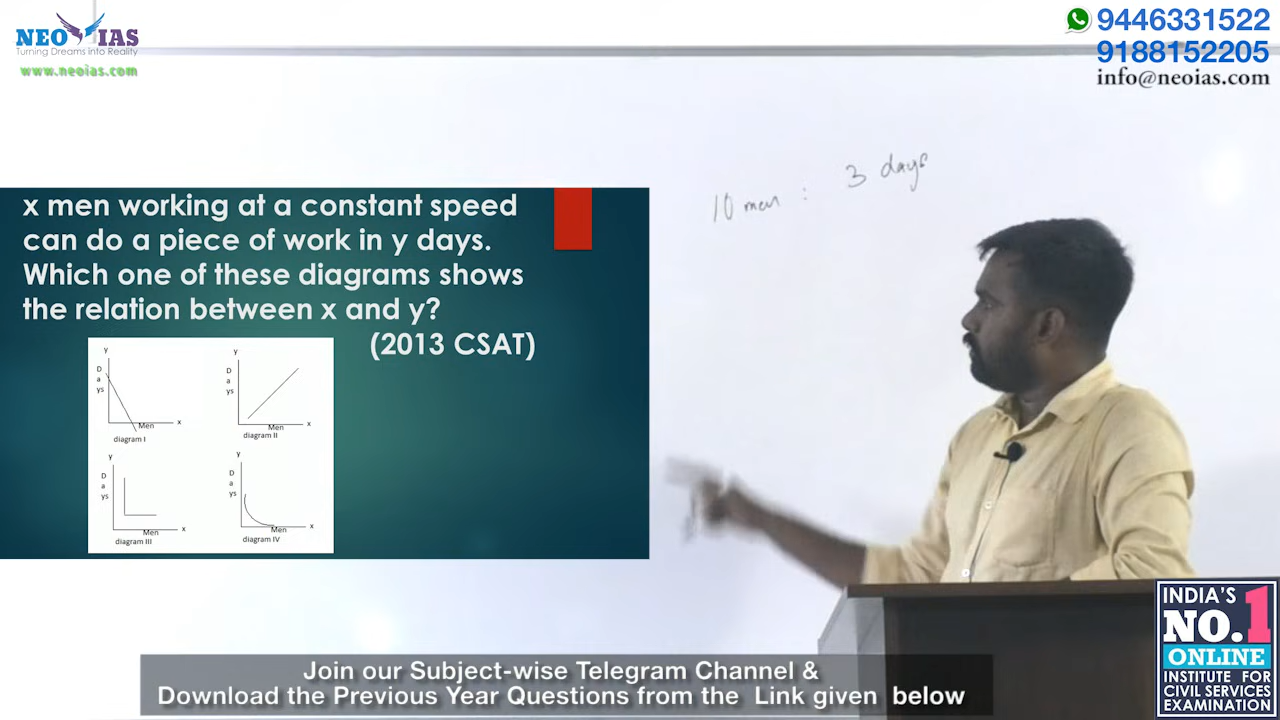 NEO IAS
Turning Dreams into Reality
www.neoias.com
9446331522
9188152205
info@neoias.com
10 men : 3 days
x men working at a constant speed
can do a piece of work in y days.
Which one of these diagrams shows
the relation between x and y?
(2013 CSAT)
y
D
a
ys
Men
x
diagram I
y
D
a
ys
Men
x
diagram II
y
D
a
ys
Men
x
diagram III
y
D
a
ys
Men
x
diagram IV
INDIA'S
NO.1
ONLINE
INSTITUTE FOR
CIVIL SERVICES
EXAMINATION
Join our Subject-wise Telegram Channel &
Download the Previous Year Questions from the Link given below